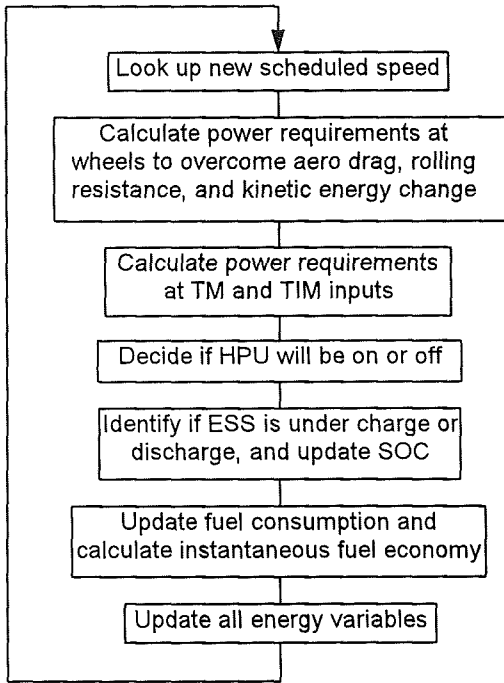 Look up new scheduled speed
Calculate power requirements at
wheels to overcome aero drag, rolling
resistance, and kinetic energy change
Calculate power requirements
at TM and TIM inputs
Decide if HPU will be on or off
Identify if ESS is under charge or
discharge, and update SOC
Update fuel consumption and
calculate instantaneous fuel economy
Update all energy variables